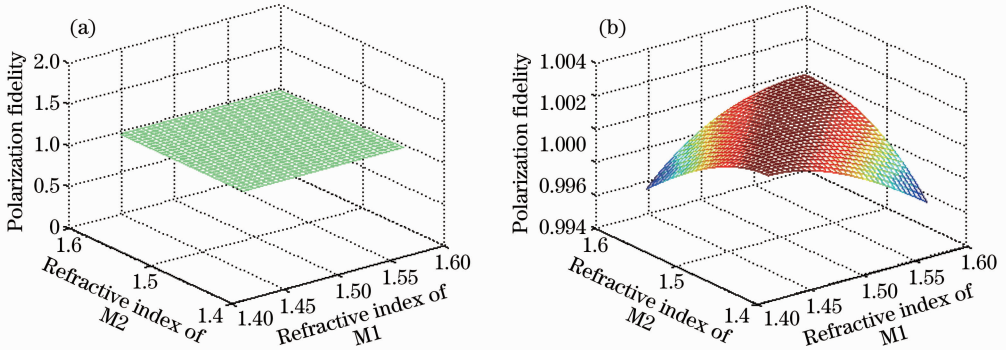 (a)
Polarization fidelity
2.0
1.5
1.0
0.5
0
1.6
1.5
1.4
Refractive index of
M2
1.40
1.45
1.50
1.55
1.60
Refractive index of
M1
(b)
Polarization fidelity
1.004
1.002
1.000
0.996
0.994
1.6
1.5
1.4
Refractive index of
M2
1.40
1.45
1.50
1.55
1.60
Refractive index of
M1